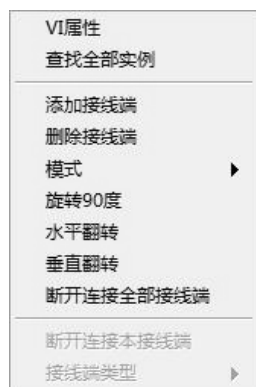 VI属性
查找全部实例
添加接线端
删除接线端
模式
旋转90度
水平翻转
垂直翻转
断开连接全部接线端
断开连接本接线端
接线端类型